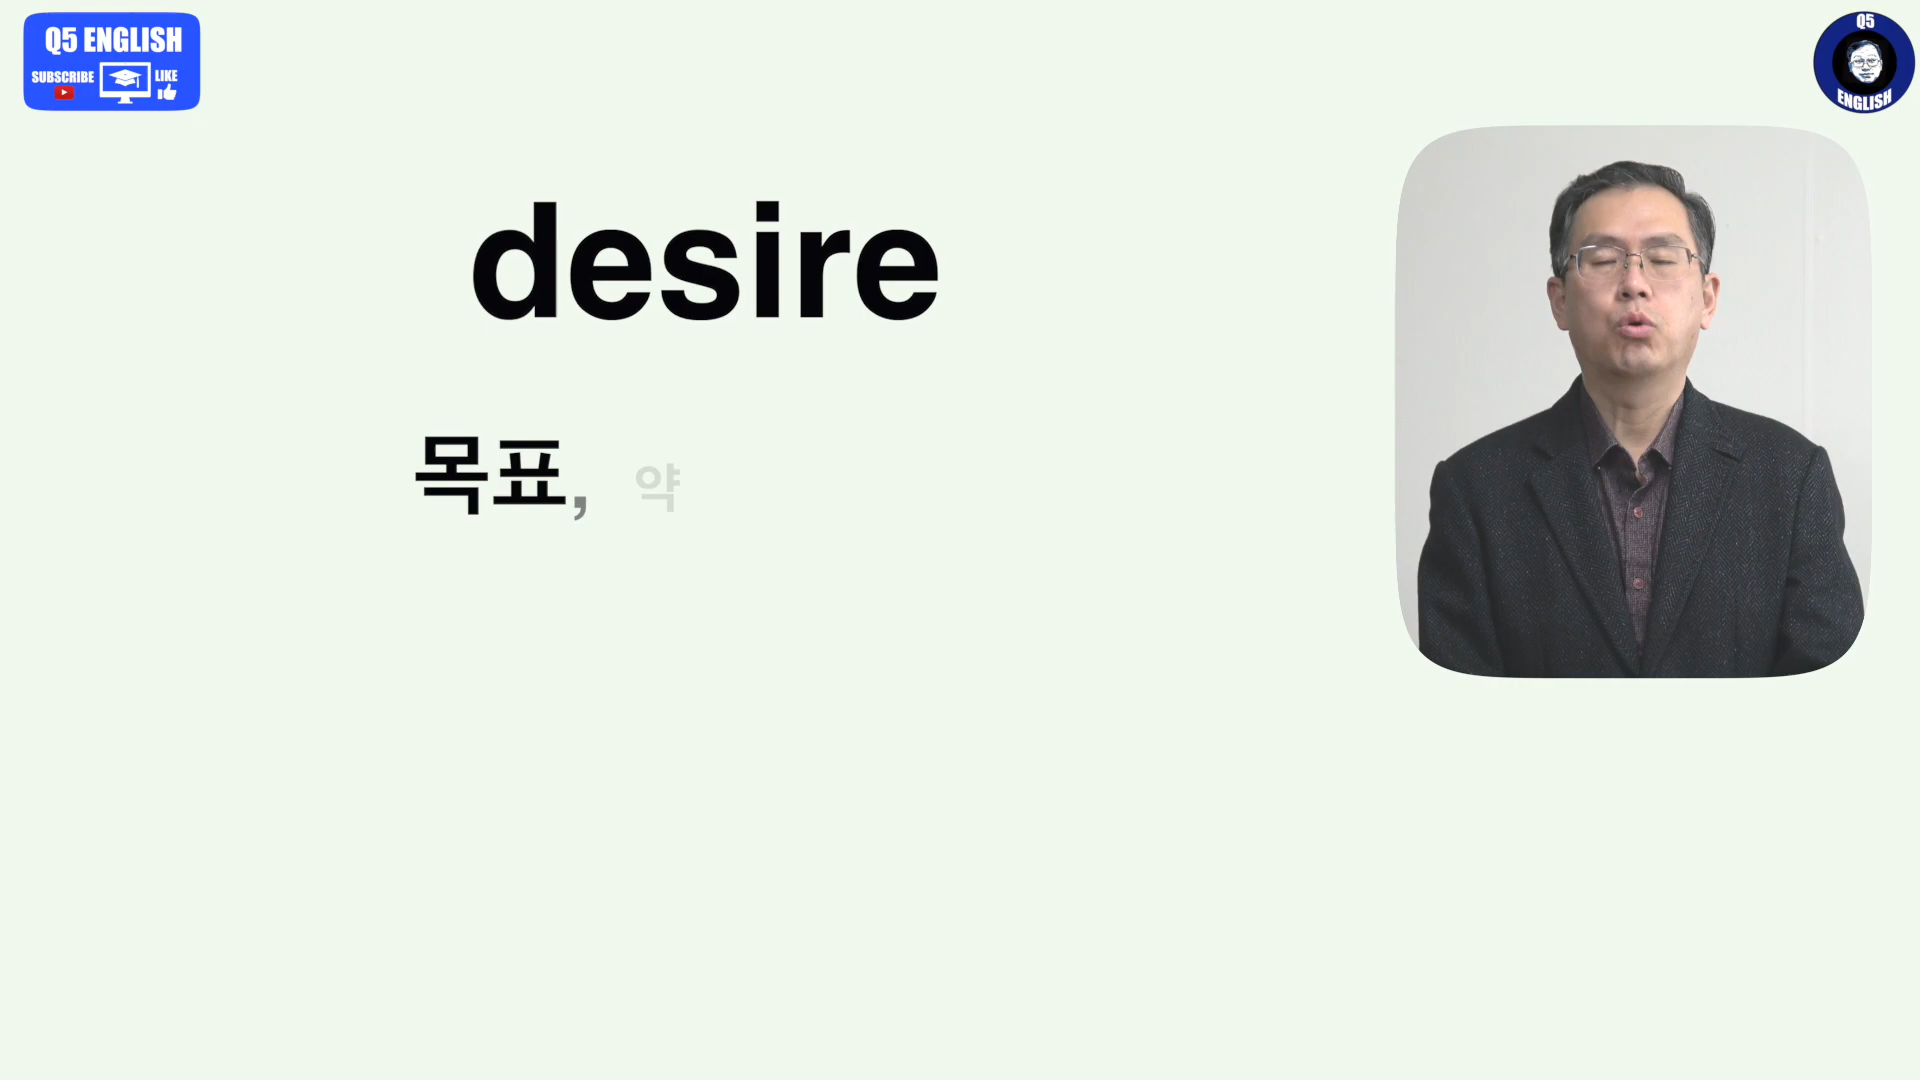 Q5 ENGLISH
SUBSCRIBE LIKE
Q5
ENGLISH
desire
목표, 약